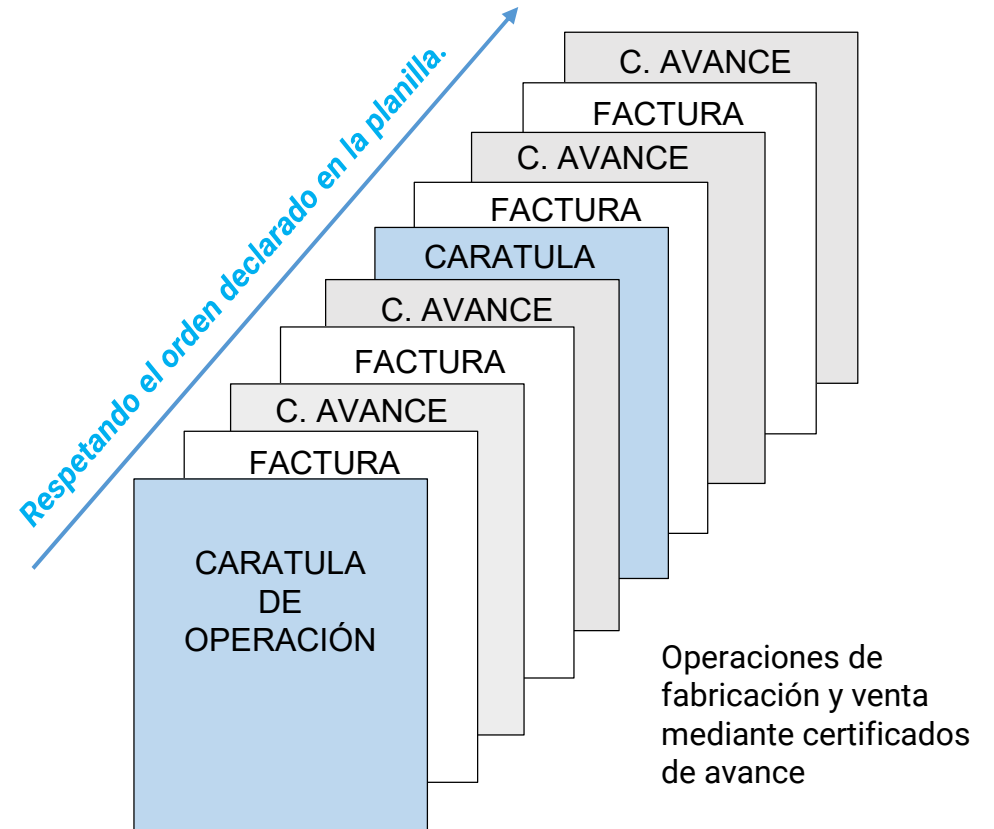 C. AVANCE
FACTURA
C. AVANCE
FACTURA
CARATULA
C. AVANCE
FACTURA
C. AVANCE
FACTURA
CARATULA
DE
OPERACIÓN
Respetando el orden declarado en la planilla.
Operaciones de
fabricación y venta
mediante certificados
de avance